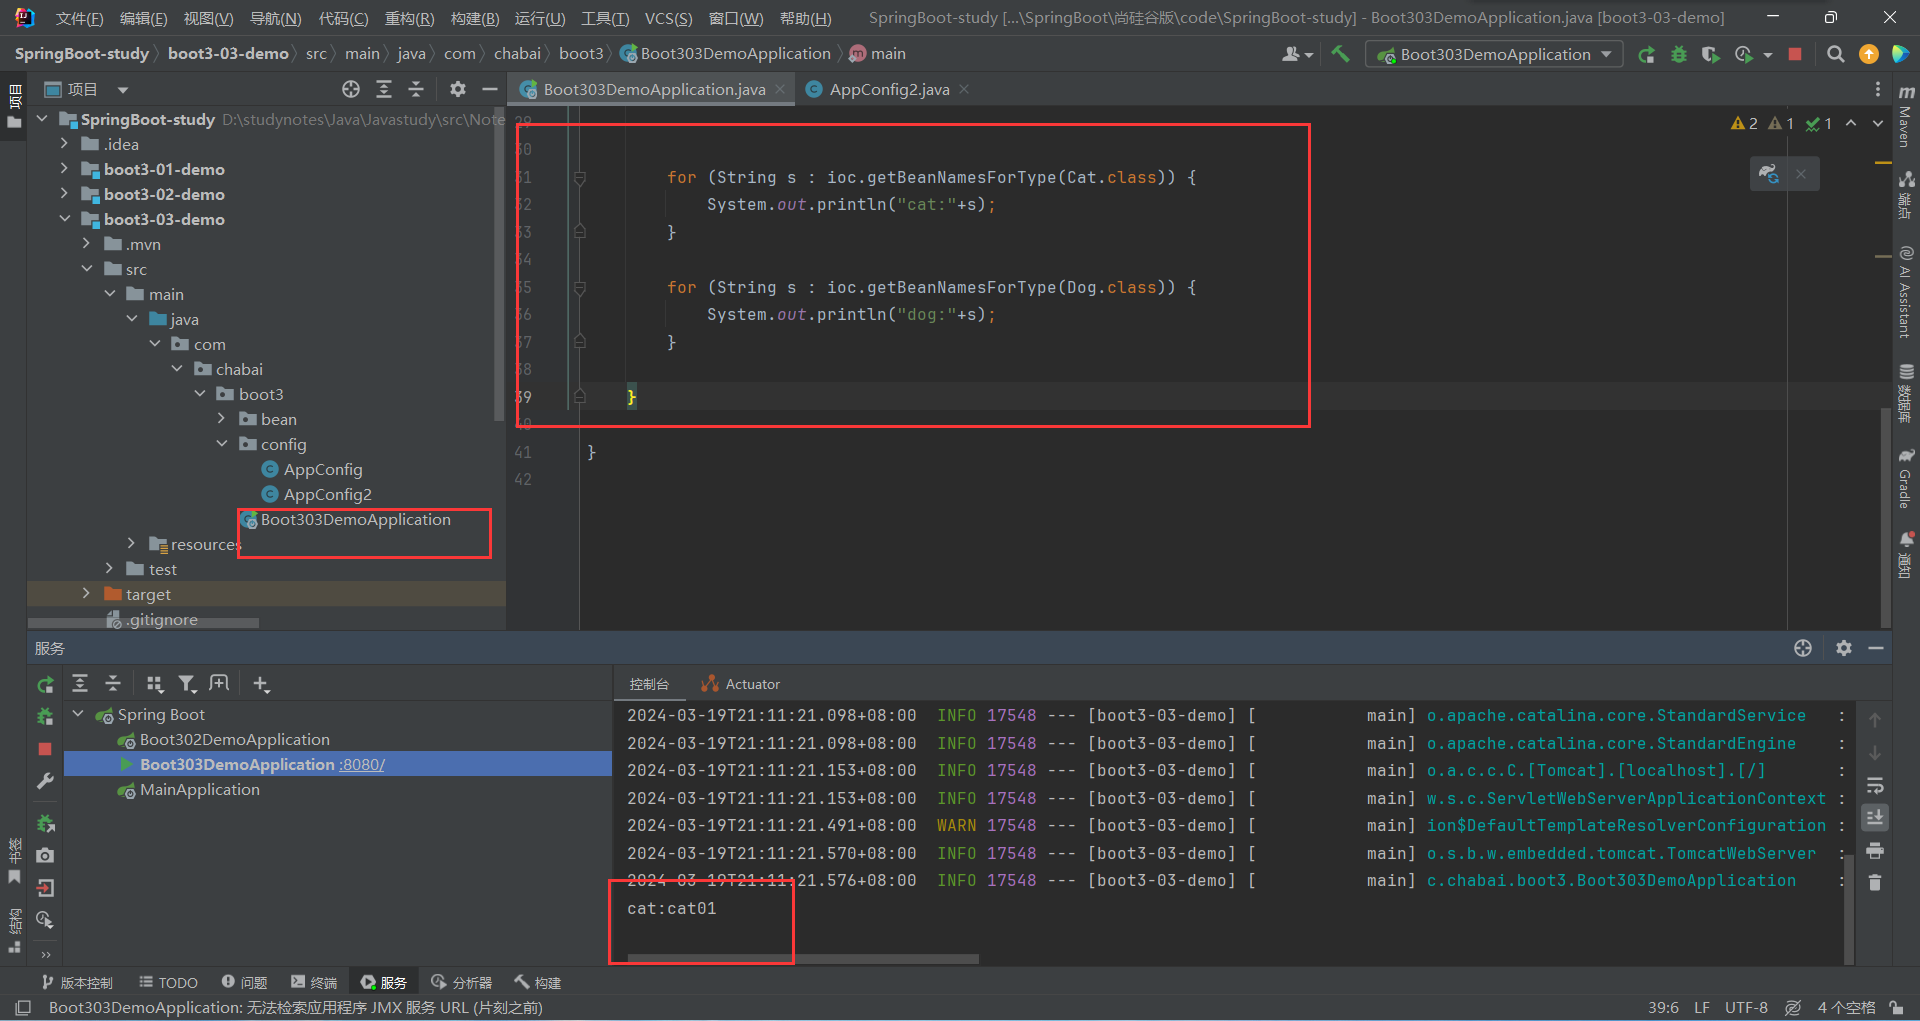 文件(F) 编辑(E) 视图(V) 导航(N) 代码(C) 重构(R) 构建(B) 运行(U) 工具(T) VCS(S) 窗口(W) 帮助(H) SpringBoot-study [...\SpringBoot\尚硅谷版\code\SpringBoot-study] - Boot303DemoApplication.java [boot3-03-demo]
SpringBoot-study boot3-03-demo src main java com chabai boot3 Boot303DemoApplication main Boot303DemoApplication
项目 Boot303DemoApplication.java AppConfig2.java
SpringBoot-study D:\studynotes\Java\Javastudy\src\Note
.idea
boot3-01-demo
boot3-02-demo
boot3-03-demo
.mvn
src
main
java
com
chabai
boot3
bean
config
AppConfig
AppConfig2
Boot303DemoApplication
resources
test
target
.gitignore
2 1 1
29
30
31 for (String s : ioc.getBeanNamesForType(Cat.class)) {
32 System.out.println("cat:"+s);
33 }
34
35 for (String s : ioc.getBeanNamesForType(Dog.class)) {
36 System.out.println("dog:"+s);
37 }
38
39 }
40
41 }
42
项目
书签
结构
Maven
端点
AI Assistant
数据库
Gradle
通知
服务
控制台 Actuator
Spring Boot
Boot302DemoApplication
Boot303DemoApplication :8080/
MainApplication
2024-03-19T21:11:21.098+08:00 INFO 17548 --- [boot3-03-demo] [ main] o.apache.catalina.core.StandardService :
2024-03-19T21:11:21.098+08:00 INFO 17548 --- [boot3-03-demo] [ main] o.apache.catalina.core.StandardEngine :
2024-03-19T21:11:21.153+08:00 INFO 17548 --- [boot3-03-demo] [ main] o.a.c.c.C.[Tomcat].[localhost].[/] :
2024-03-19T21:11:21.153+08:00 INFO 17548 --- [boot3-03-demo] [ main] w.s.c.ServletWebServerApplicationContext :
2024-03-19T21:11:21.491+08:00 WARN 17548 --- [boot3-03-demo] [ main] ion$DefaultTemplateResolverConfiguration :
2024-03-19T21:11:21.570+08:00 INFO 17548 --- [boot3-03-demo] [ main] o.s.b.w.embedded.tomcat.TomcatWebServer :
2024-03-19T21:11:21.576+08:00 INFO 17548 --- [boot3-03-demo] [ main] c.chabai.boot3.Boot303DemoApplication :
cat:cat01
版本控制 TODO 问题 终端 服务 分析器 构建
Boot303DemoApplication: 无法检索应用程序 JMX 服务 URL (片刻之前) 39:6 LF UTF-8 4 个空格